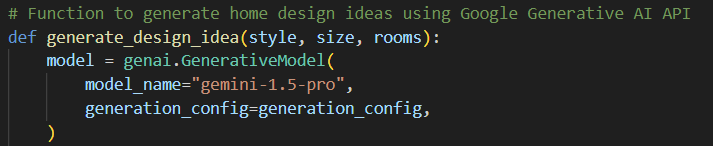 # Function to generate home design ideas using Google Generative AI API
def generate_design_idea(style, size, rooms):
    model = genai.GenerativeModel(
        model_name="gemini-1.5-pro",
        generation_config=generation_config,
    )